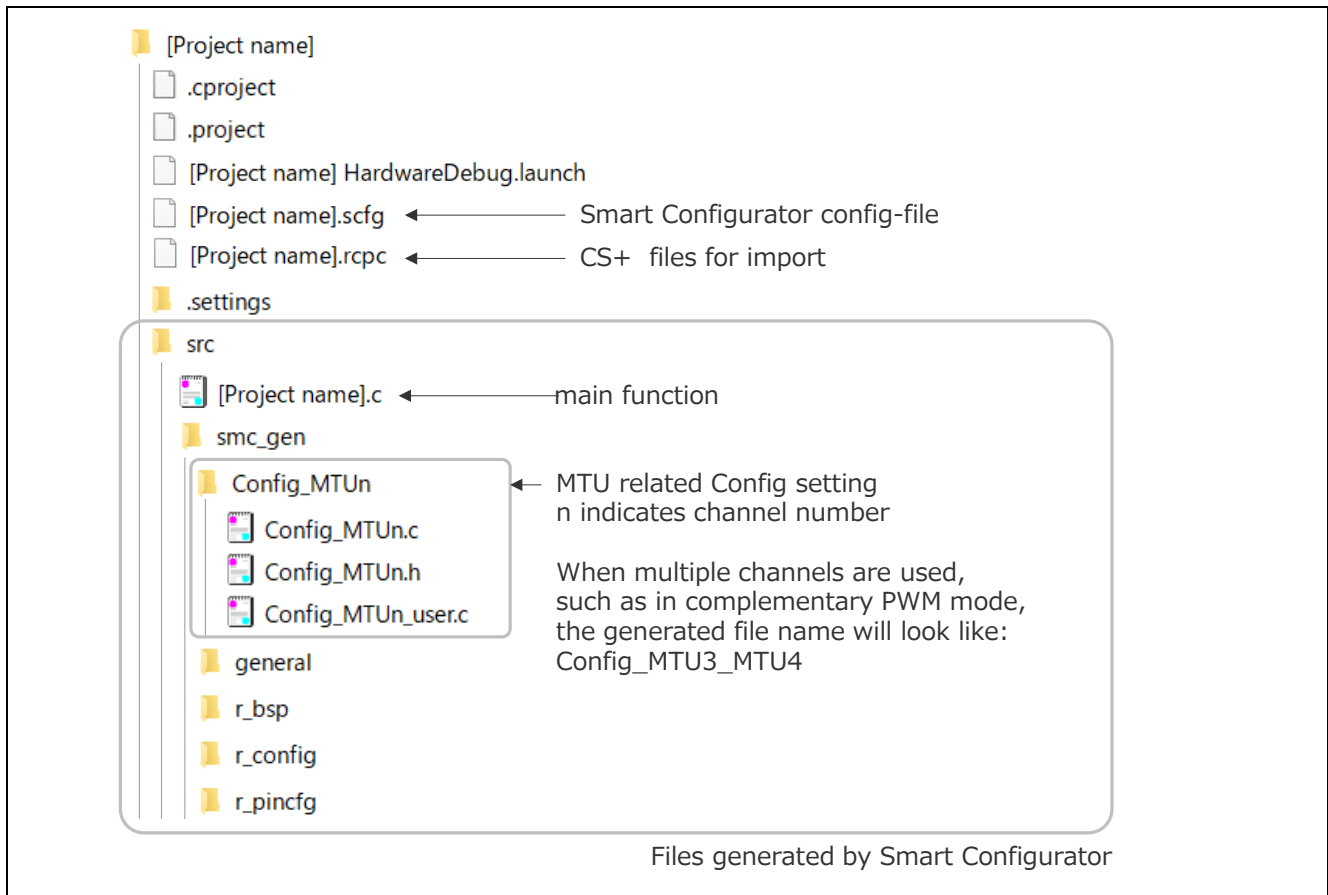 [Project name]
.cproject
.project
[Project name] HardwareDebug.launch
[Project name].scfg
Smart Configurator config-file
[Project name].rcpc
CS+ files for import
.settings
src
[Project name].c
main function
smc_gen
Config_MTUn
MTU related Config setting
n indicates channel number
Config_MTUn.c
Config_MTUn.h
Config_MTUn_user.c
When multiple channels are used,
such as in complementary PWM mode,
the generated file name will look like:
Config_MTU3_MTU4
general
r_bsp
r_config
r_pincfg
Files generated by Smart Configurator